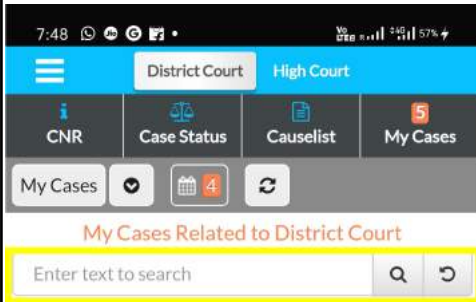 7:48 57%
District Court High Court
CNR Case Status Causelist 5 My Cases
My Cases 4
My Cases Related to District Court
Enter text to search